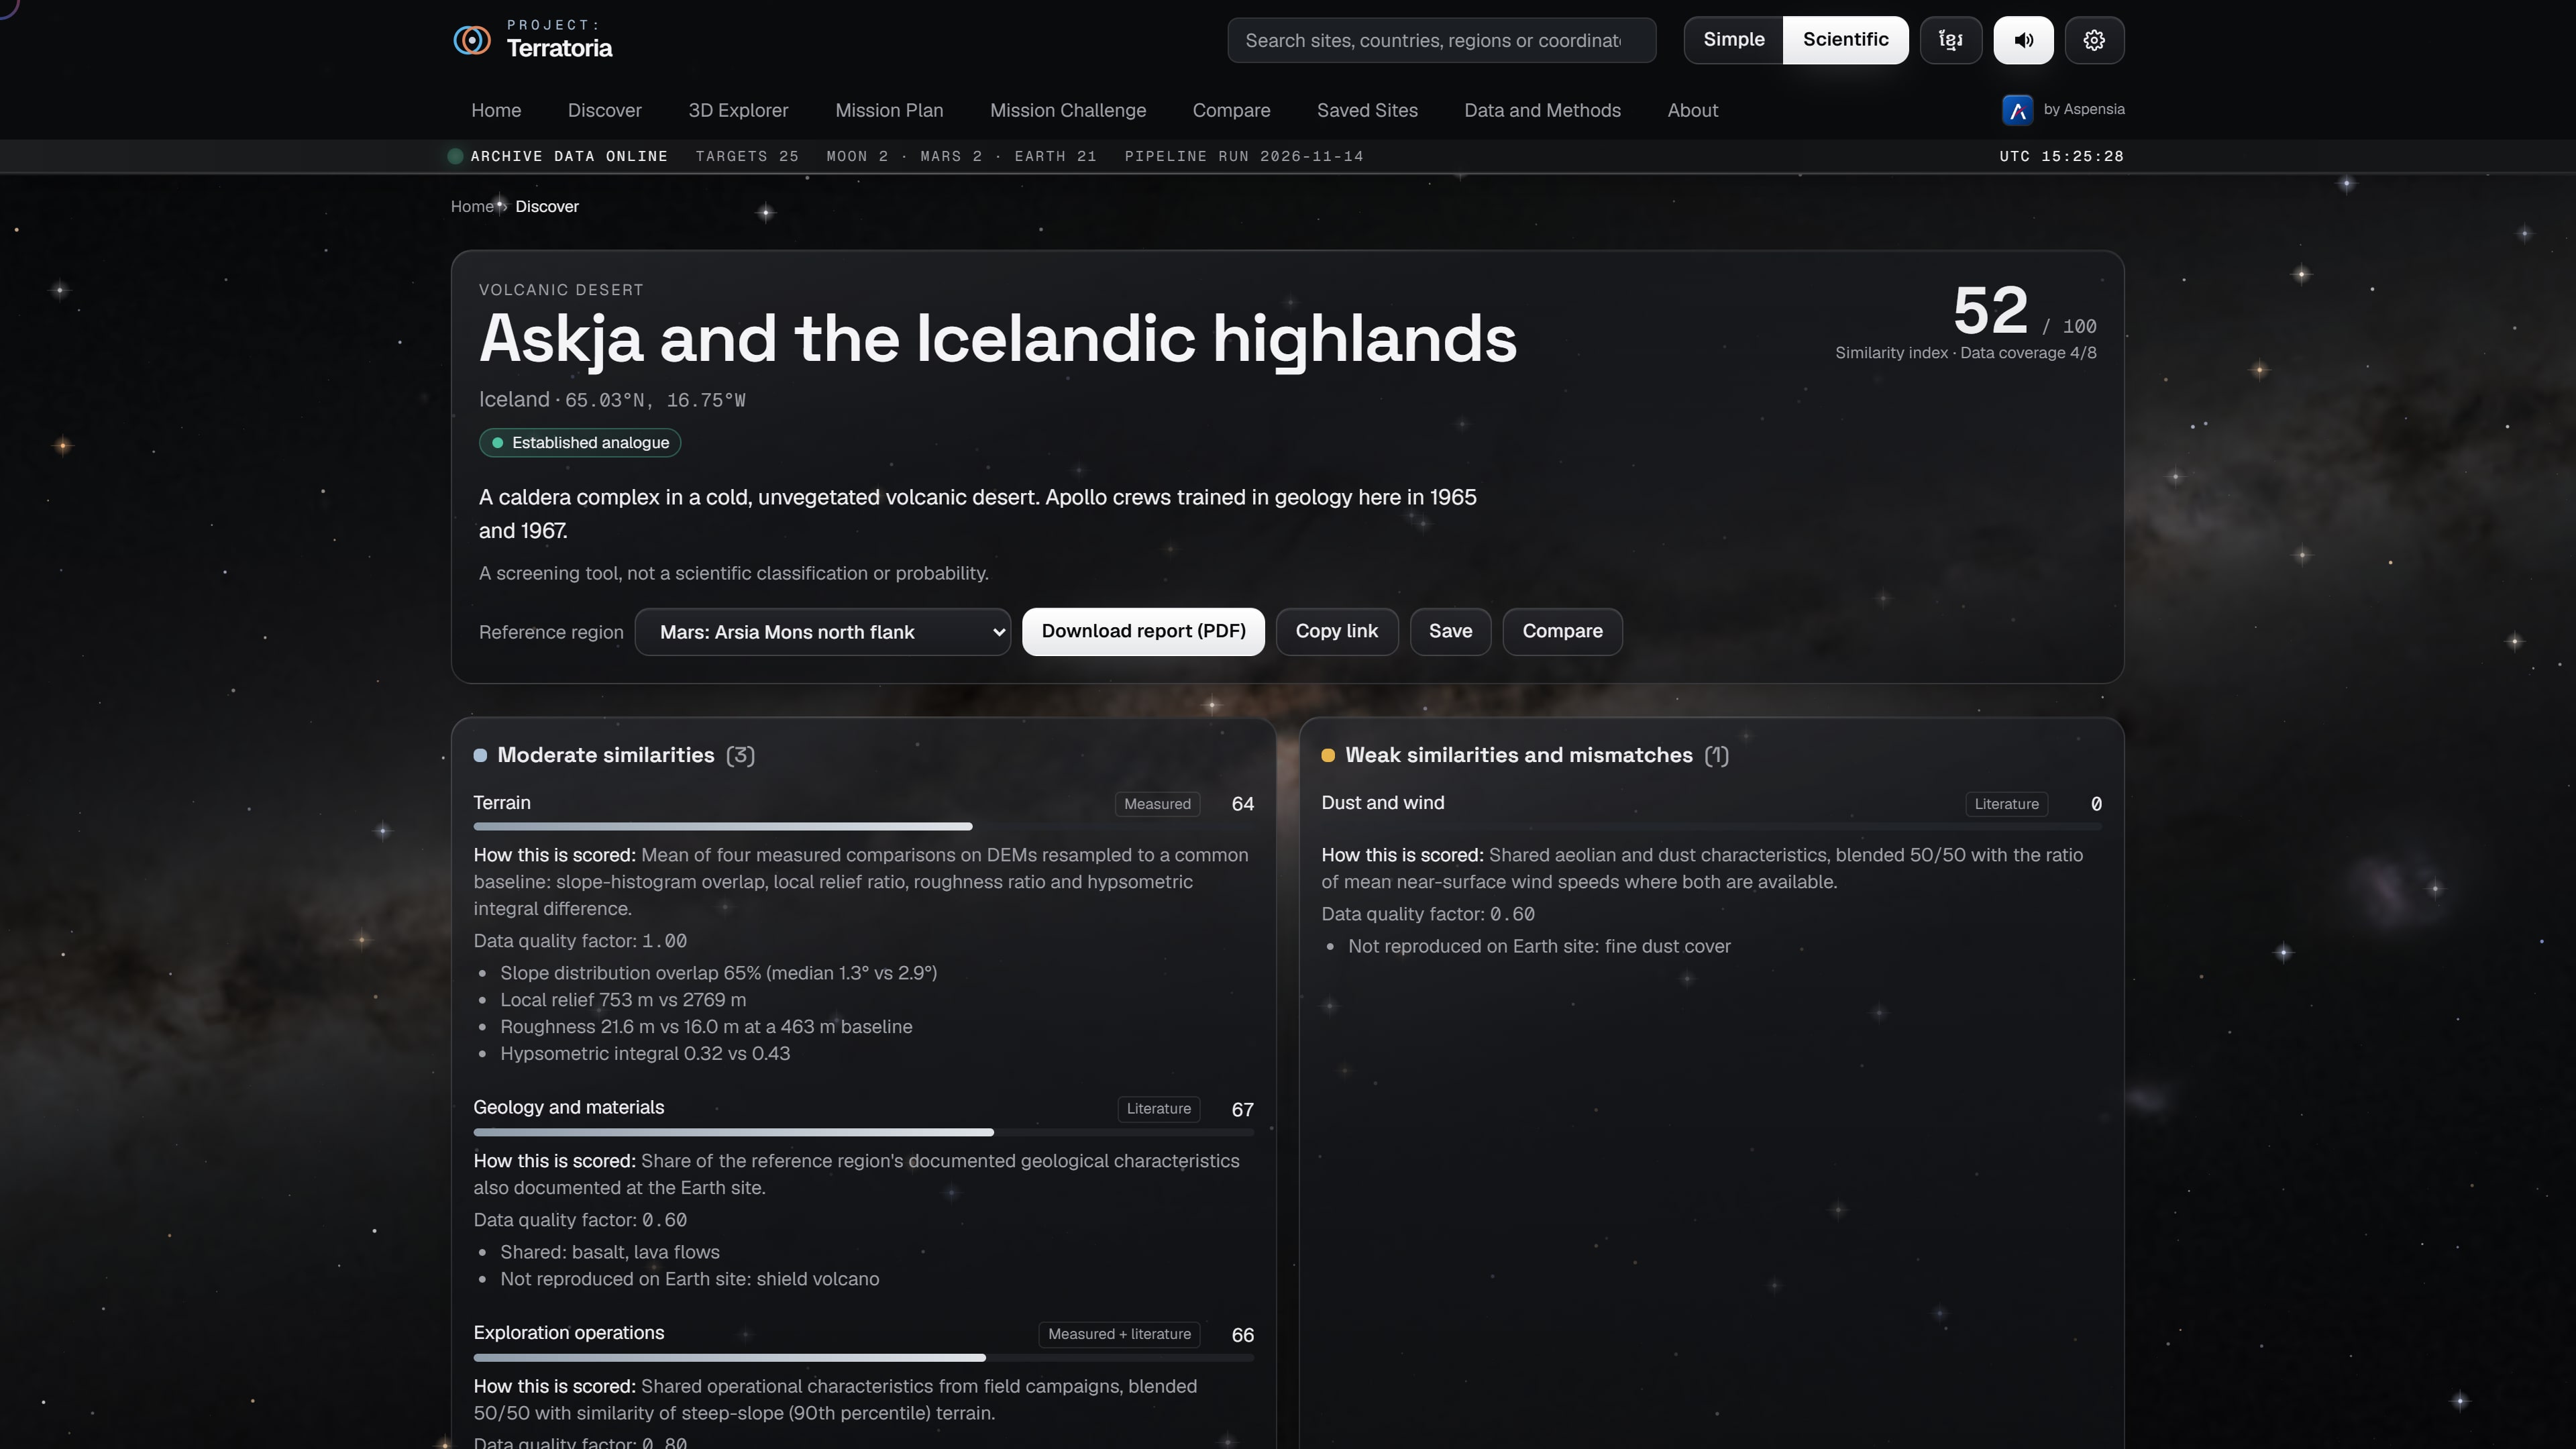 PROJECT:
Terratoria
Search sites, countries, regions or coordinat
Simple
Scientific
ខ្មែរ
Home
Discover
3D Explorer
Mission Plan
Mission Challenge
Compare
Saved Sites
Data and Methods
About
by Aspensia
ARCHIVE DATA ONLINE TARGETS 25 MOON 2 · MARS 2 · EARTH 21 PIPELINE RUN 2026-11-14
UTC 15:25:28
Home › Discover
VOLCANIC DESERT
Askja and the Icelandic highlands
52 / 100
Similarity index · Data coverage 4/8
Iceland · 65.03°N, 16.75°W
Established analogue
A caldera complex in a cold, unvegetated volcanic desert. Apollo crews trained in geology here in 1965
and 1967.
A screening tool, not a scientific classification or probability.
Reference region
Mars: Arsia Mons north flank
Download report (PDF)
Copy link
Save
Compare
Moderate similarities (3)
Terrain
Measured
64
How this is scored: Mean of four measured comparisons on DEMs resampled to a common
baseline: slope-histogram overlap, local relief ratio, roughness ratio and hypsometric
integral difference.
Data quality factor: 1.00
• Slope distribution overlap 65% (median 1.3° vs 2.9°)
• Local relief 753 m vs 2769 m
• Roughness 21.6 m vs 16.0 m at a 463 m baseline
• Hypsometric integral 0.32 vs 0.43
Geology and materials
Literature
67
How this is scored: Share of the reference region's documented geological characteristics
also documented at the Earth site.
Data quality factor: 0.60
• Shared: basalt, lava flows
• Not reproduced on Earth site: shield volcano
Exploration operations
Measured + literature
66
How this is scored: Shared operational characteristics from field campaigns, blended
50/50 with similarity of steep-slope (90th percentile) terrain.
Data quality factor: 0.80
Weak similarities and mismatches (1)
Dust and wind
Literature
0
How this is scored: Shared aeolian and dust characteristics, blended 50/50 with the ratio
of mean near-surface wind speeds where both are available.
Data quality factor: 0.60
• Not reproduced on Earth site: fine dust cover